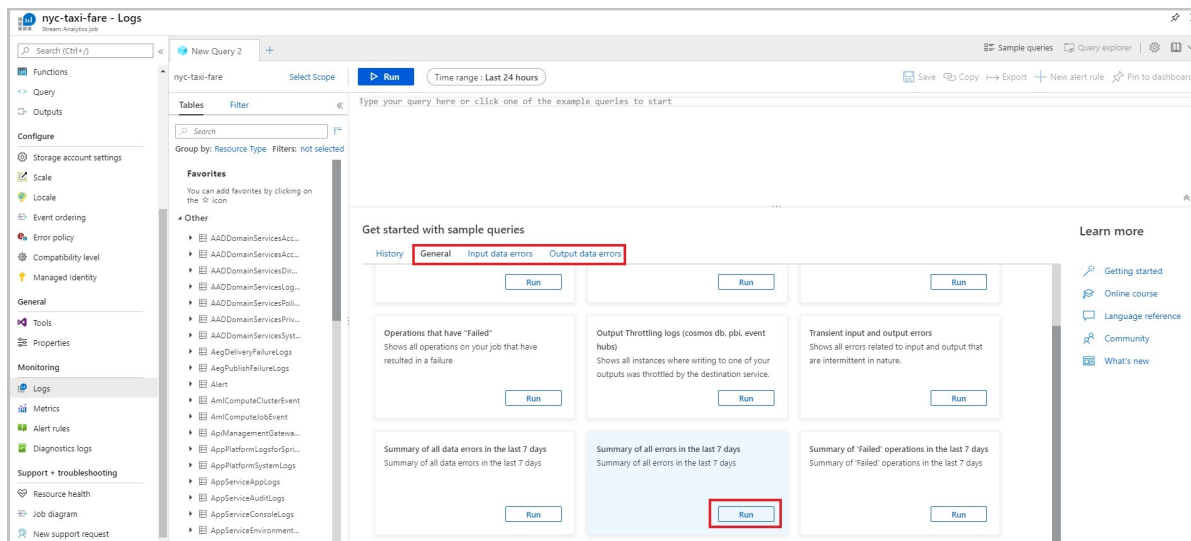 nyc-taxi-fare - Logs
Stream Analytics job
Search (Ctrl+/)
«
Functions
Query
Outputs
Configure
Storage account settings
Scale
Locale
Event ordering
Error policy
Compatibility level
Managed Identity
General
Tools
Properties
Monitoring
Logs
Metrics
Alert rules
Diagnostics logs
Support + troubleshooting
Resource health
Job diagram
New support request
New Query 2
+
Sample queries
Query explorer
nyc-taxi-fare
Select Scope
Run
Time range : Last 24 hours
Save
Copy
Export
New alert rule
Pin to dashboard
Tables
Filter
«
Search
Group by: Resource Type Filters: not selected
Favorites
You can add favorites by clicking on
the ☆ icon
Other
AADDomainServicesAcc...
AADDomainServicesAcc...
AADDomainServicesDir...
AADDomainServicesLog...
AADDomainServicesPoli...
AADDomainServicesPriv...
AADDomainServicesSyst...
AegDeliveryFailureLogs
AegPublishFailureLogs
Alert
AmlComputeClusterEvent
AmlComputeJobEvent
ApiManagementGatewa...
AppPlatformLogsforSpri...
AppPlatformSystemLogs
AppServiceAppLogs
AppServiceAuditLogs
AppServiceConsoleLogs
AppServiceEnvironment...
Type your query here or click one of the example queries to start
...
Get started with sample queries
History
General
Input data errors
Output data errors
Run
Run
Run
Operations that have "Failed"
Shows all operations on your job that have
resulted in a failure
Run
Output Throttling logs (cosmos db, pbi, event
hubs)
Shows all instances where writing to one of your
outputs was throttled by the destination service.
Run
Transient input and output errors
Shows all errors related to input and output that
are intermittent in nature.
Run
Summary of all data errors in the last 7 days
Summary of all data errors in the last 7 days
Run
Summary of all errors in the last 7 days
Summary of all errors in the last 7 days
Run
Summary of 'Failed' operations in the last 7 days
Summary of 'Failed' operations in the last 7 days
Run
Learn more
Getting started
Online course
Language reference
Community
What's new